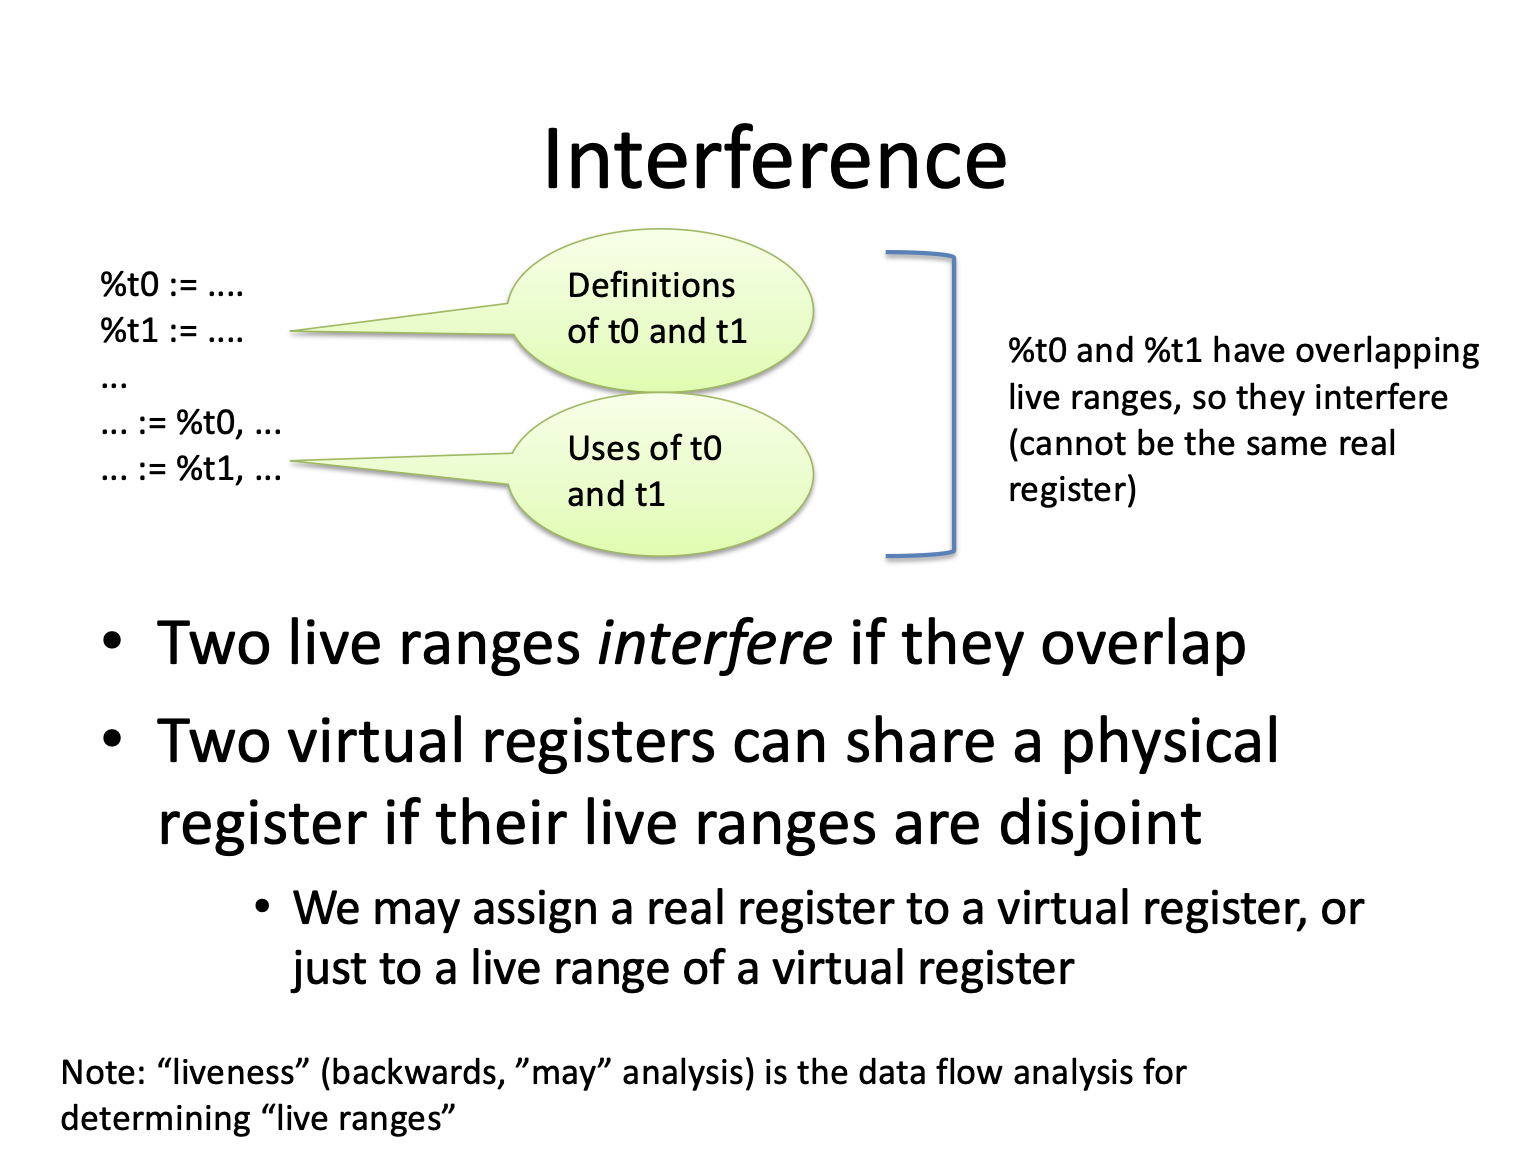 Interference
%t0 := ....
%t1 := ....
...
... := %t0, ...
... := %t1, ...
Definitions
of t0 and t1
Uses of t0
and t1
%t0 and %t1 have overlapping
live ranges, so they interfere
(cannot be the same real
register)
• Two live ranges interfere if they overlap
• Two virtual registers can share a physical
register if their live ranges are disjoint
• We may assign a real register to a virtual register, or
just to a live range of a virtual register
Note: “liveness” (backwards, ”may” analysis) is the data flow analysis for
determining “live ranges”